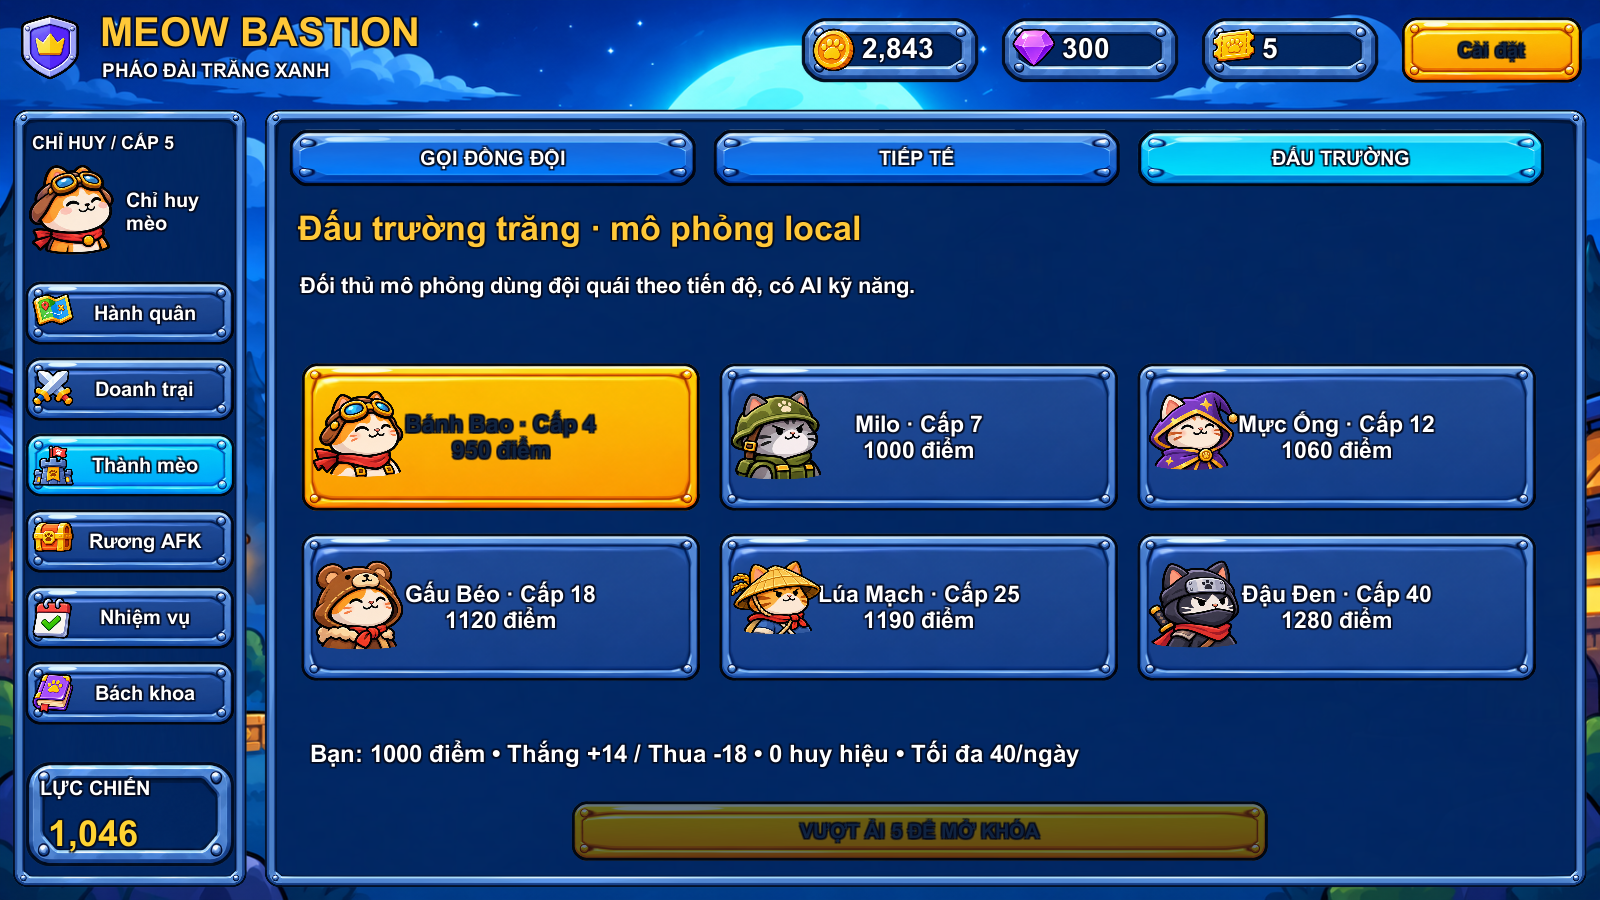 MEOW BASTION
PHÁO ĐÀI TRĂNG XANH
2,843
300
5
Cài đặt
CHỈ HUY / CẤP 5
Chỉ huy
mèo
Hành quân
Doanh trại
Thành mèo
Rương AFK
Nhiệm vụ
Bách khoa
LỰC CHIẾN
1,046
GỌI ĐỒNG ĐỘI
TIẾP TẾ
ĐẤU TRƯỜNG
Đấu trường trăng · mô phỏng local
Đối thủ mô phỏng dùng đội quái theo tiến độ, có AI kỹ năng.
Bánh Bao · Cấp 4
950 điểm
Milo · Cấp 7
1000 điểm
Mực Ống · Cấp 12
1060 điểm
Gấu Béo · Cấp 18
1120 điểm
Lúa Mạch · Cấp 25
1190 điểm
Đậu Đen · Cấp 40
1280 điểm
Bạn: 1000 điểm • Thắng +14 / Thua -18 • 0 huy hiệu • Tối đa 40/ngày
VƯỢT ẢI 5 ĐỂ MỞ KHÓA